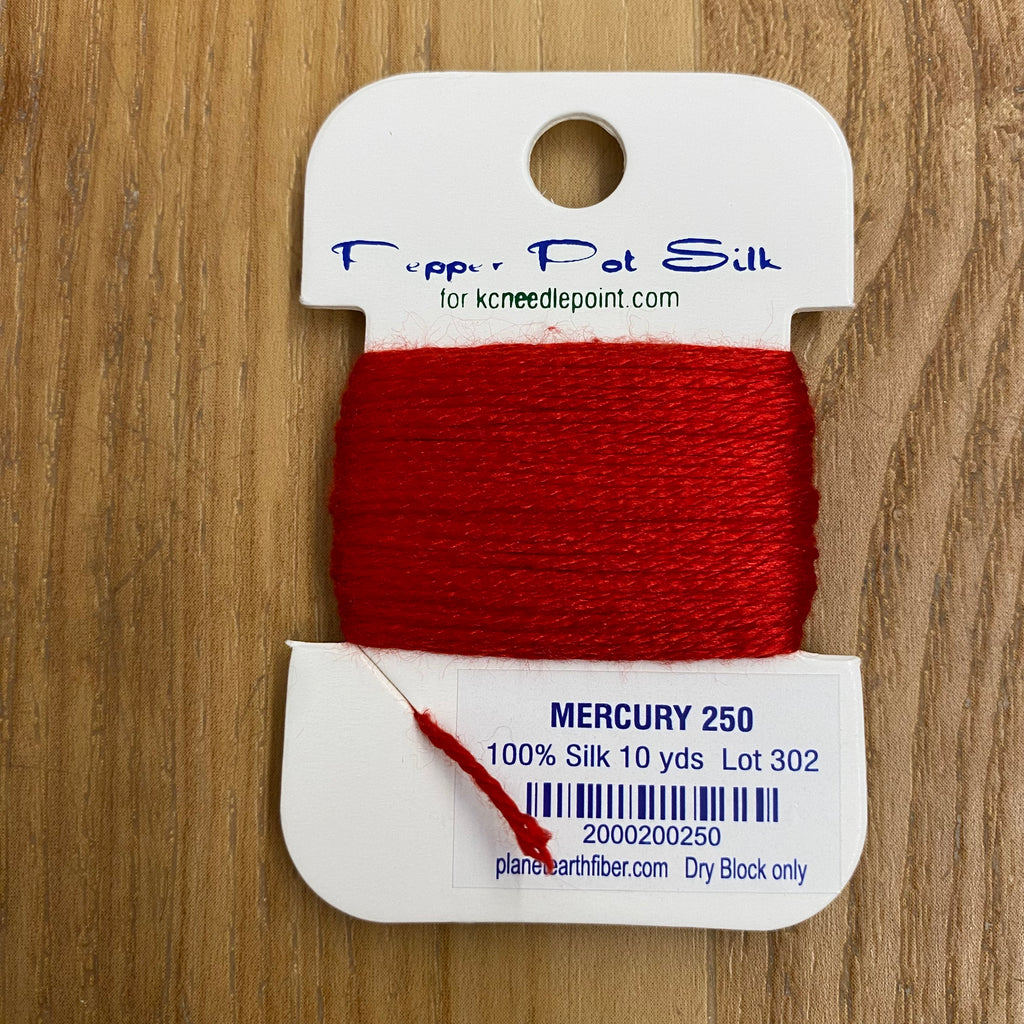 Pepper Pot Silk
for kcneedlepoint.com
MERCURY 250
100% Silk 10 yds Lot 302
2000200250
planetearthfiber.com Dry Block only